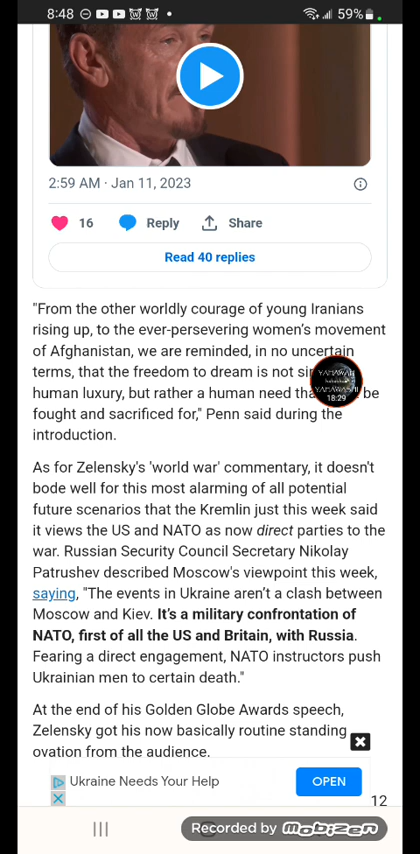 8:48
59%
2:59 AM · Jan 11, 2023
16 Reply Share
Read 40 replies
"From the other worldly courage of young Iranians
rising up, to the ever-persevering women's movement
of Afghanistan, we are reminded, in no uncertain
terms, that the freedom to dream is not
human luxury, but rather a human need be
fought and sacrificed for," Penn said during the
introduction.
YAMAWAH
YAMAWASHI
18:29
As for Zelensky's 'world war' commentary, it doesn't
bode well for this most alarming of all potential
future scenarios that the Kremlin just this week said
it views the US and NATO as now direct parties to the
war. Russian Security Council Secretary Nikolay
Patrushev described Moscow's viewpoint this week,
saying, "The events in Ukraine aren't a clash between
Moscow and Kiev. It's a military confrontation of
NATO, first of all the US and Britain, with Russia.
Fearing a direct engagement, NATO instructors push
Ukrainian men to certain death."
At the end of his Golden Globe Awards speech,
Zelensky got his now basically routine standing
ovation from the audience.
Ukraine Needs Your Help OPEN
12
Recorded by mobizen